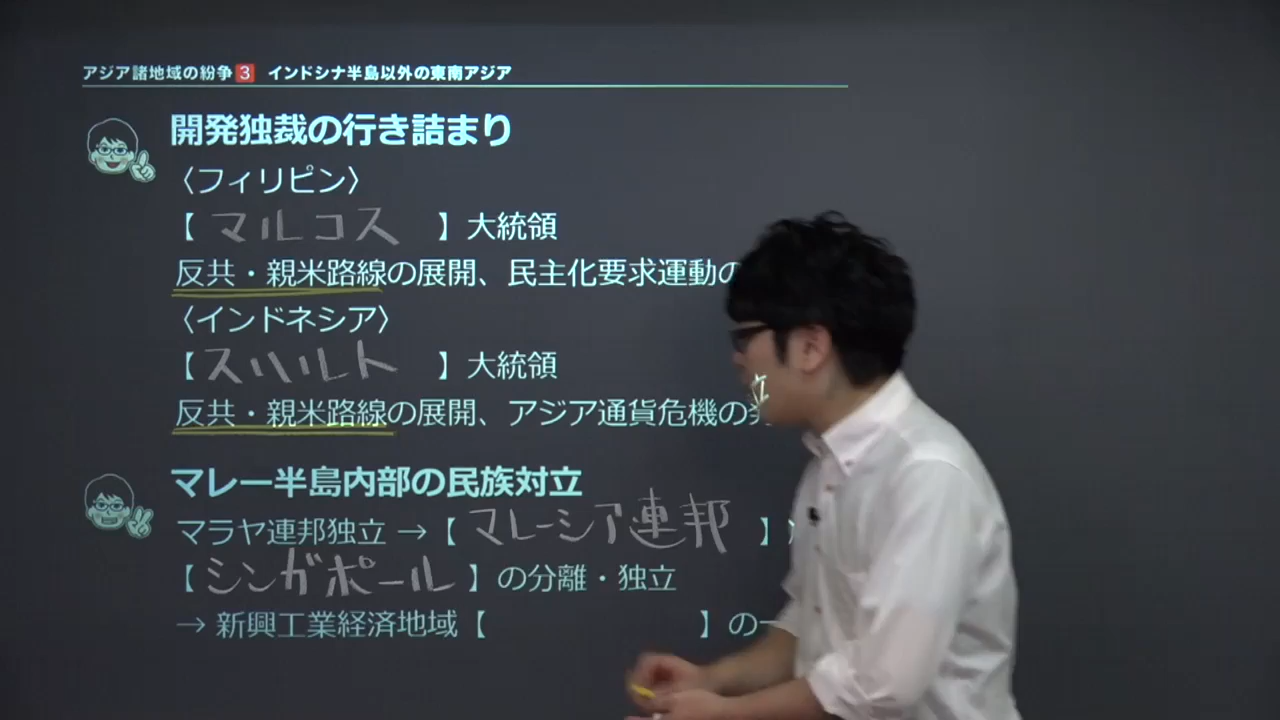 アジア諸地域の紛争3 インドシナ半島以外の東南アジア
開発独裁の行き詰まり
〈フィリピン〉
【 マルコス 】大統領
反共・親米路線の展開、民主化要求運動の
〈インドネシア〉
【 スハルト 】大統領
反共・親米路線の展開、アジア通貨危機の
マレー半島内部の民族対立
マラヤ連邦独立 → 【 マレーシア連邦 】
立
【 シンガポール 】の分離・独立
→ 新興工業経済地域【 】の一